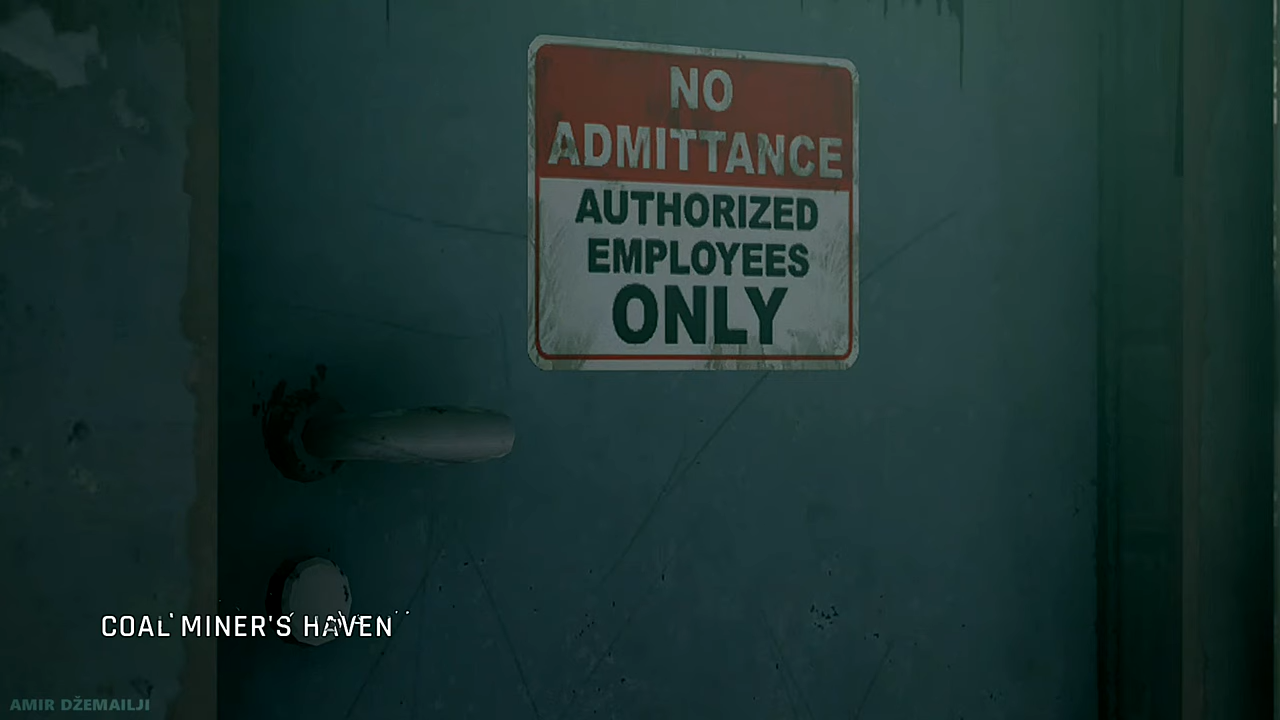 NO
ADMITTANCE
AUTHORIZED
EMPLOYEES
ONLY
COAL MINER'S HAVEN
AMIR DŽEMAILJI